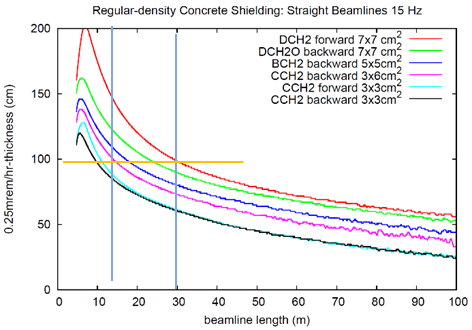 Regular-density Concrete Shielding: Straight Beamlines 15 Hz
0.25mrem/hr-thickness (cm)
200
150
100
50
0
DCH2 forward 7x7 cm²
DCH2O backward 7x7 cm²
BCH2 backward 5x5cm²
CCH2 backward 3x6cm²
CCH2 forward 3x3cm²
CCH2 backward 3x3cm²
0 10 20 30 40 50 60 70 80 90 100
beamline length (m)